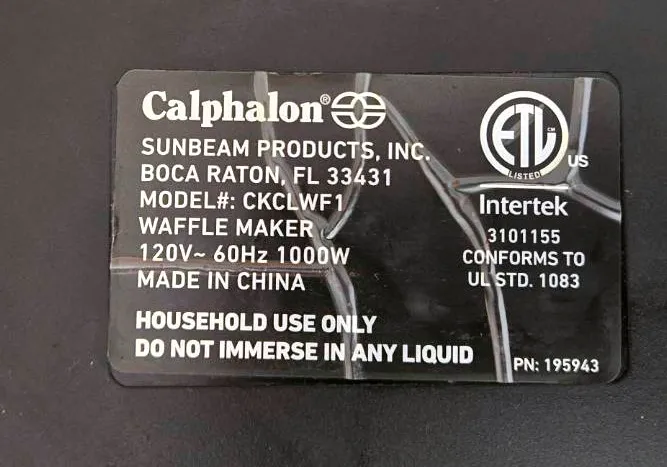 Calphalon®
SUNBEAM PRODUCTS, INC.
BOCA RATON, FL 33431
MODEL#: CKCLWF1
WAFFLE MAKER
120V~ 60Hz 1000W
MADE IN CHINA
HOUSEHOLD USE ONLY
DO NOT IMMERSE IN ANY LIQUID
ETL CM
LISTED
US
Intertek
3101155
CONFORMS TO
UL STD. 1083
PN: 195943